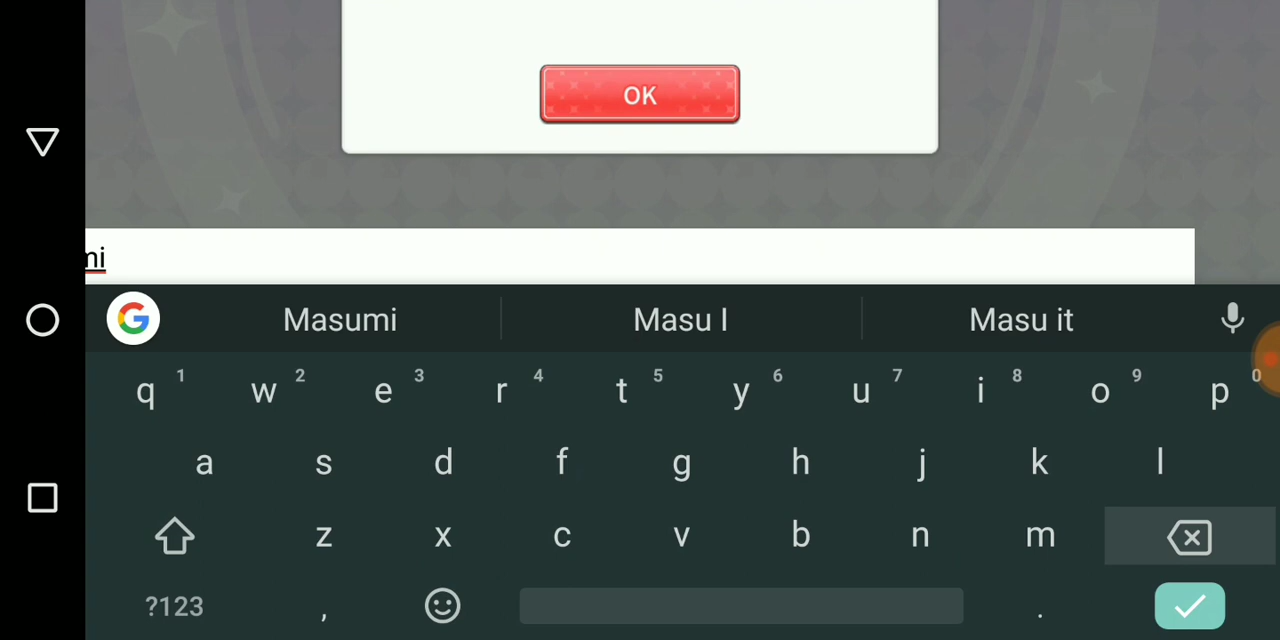 OK
mi
Masumi Masu I Masu it
q 1 w 2 e 3 r 4 t 5 y 6 u 7 i 8 o 9 p 0
a s d f g h j k l
z x c v b n m
?123 , .